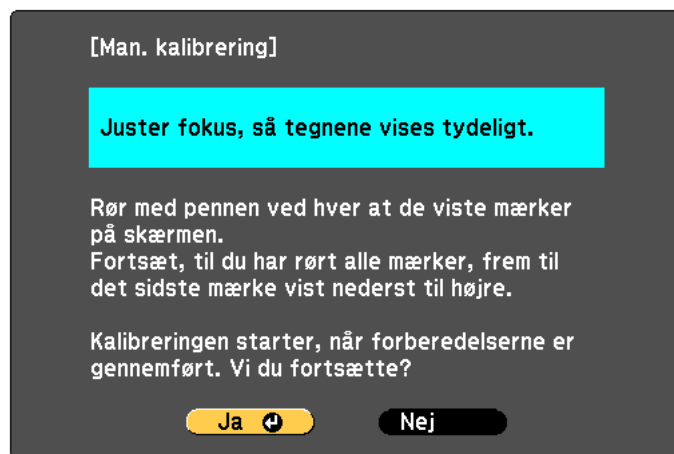 [Man. kalibrering]
Juster fokus, så tegnene vises tydeligt.
Rør med pennen ved hver at de viste mærker
på skærmen.
Fortsæt, til du har rørt alle mærker, frem til
det sidste mærke vist nederst til højre.
Kalibreringen starter, når forberedelserne er
gennemført. Vi du fortsætte?
Ja Nej